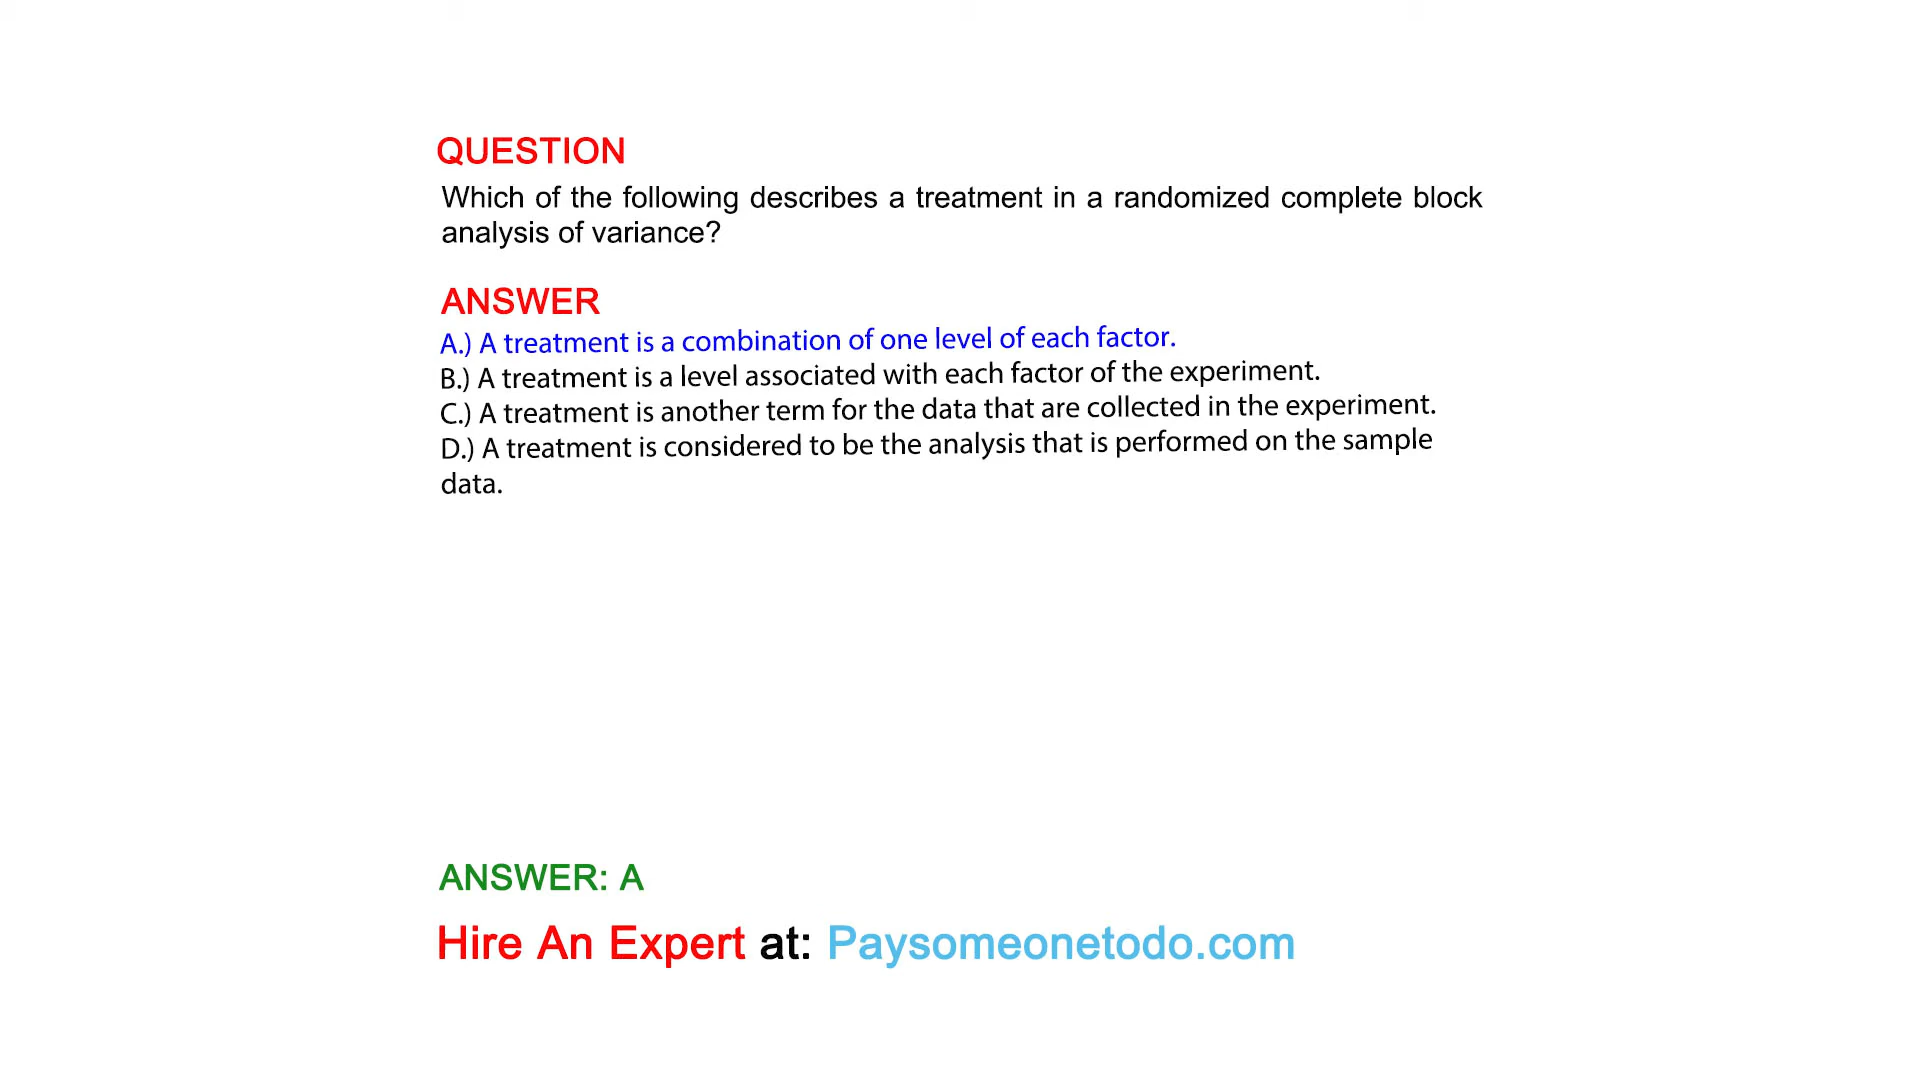 QUESTION
Which of the following describes a treatment in a randomized complete block
analysis of variance?
ANSWER
A.) A treatment is a combination of one level of each factor.
B.) A treatment is a level associated with each factor of the experiment.
C.) A treatment is another term for the data that are collected in the experiment.
D.) A treatment is considered to be the analysis that is performed on the sample
data.
ANSWER: A
Hire An Expert at: Paysomeonetodo.com